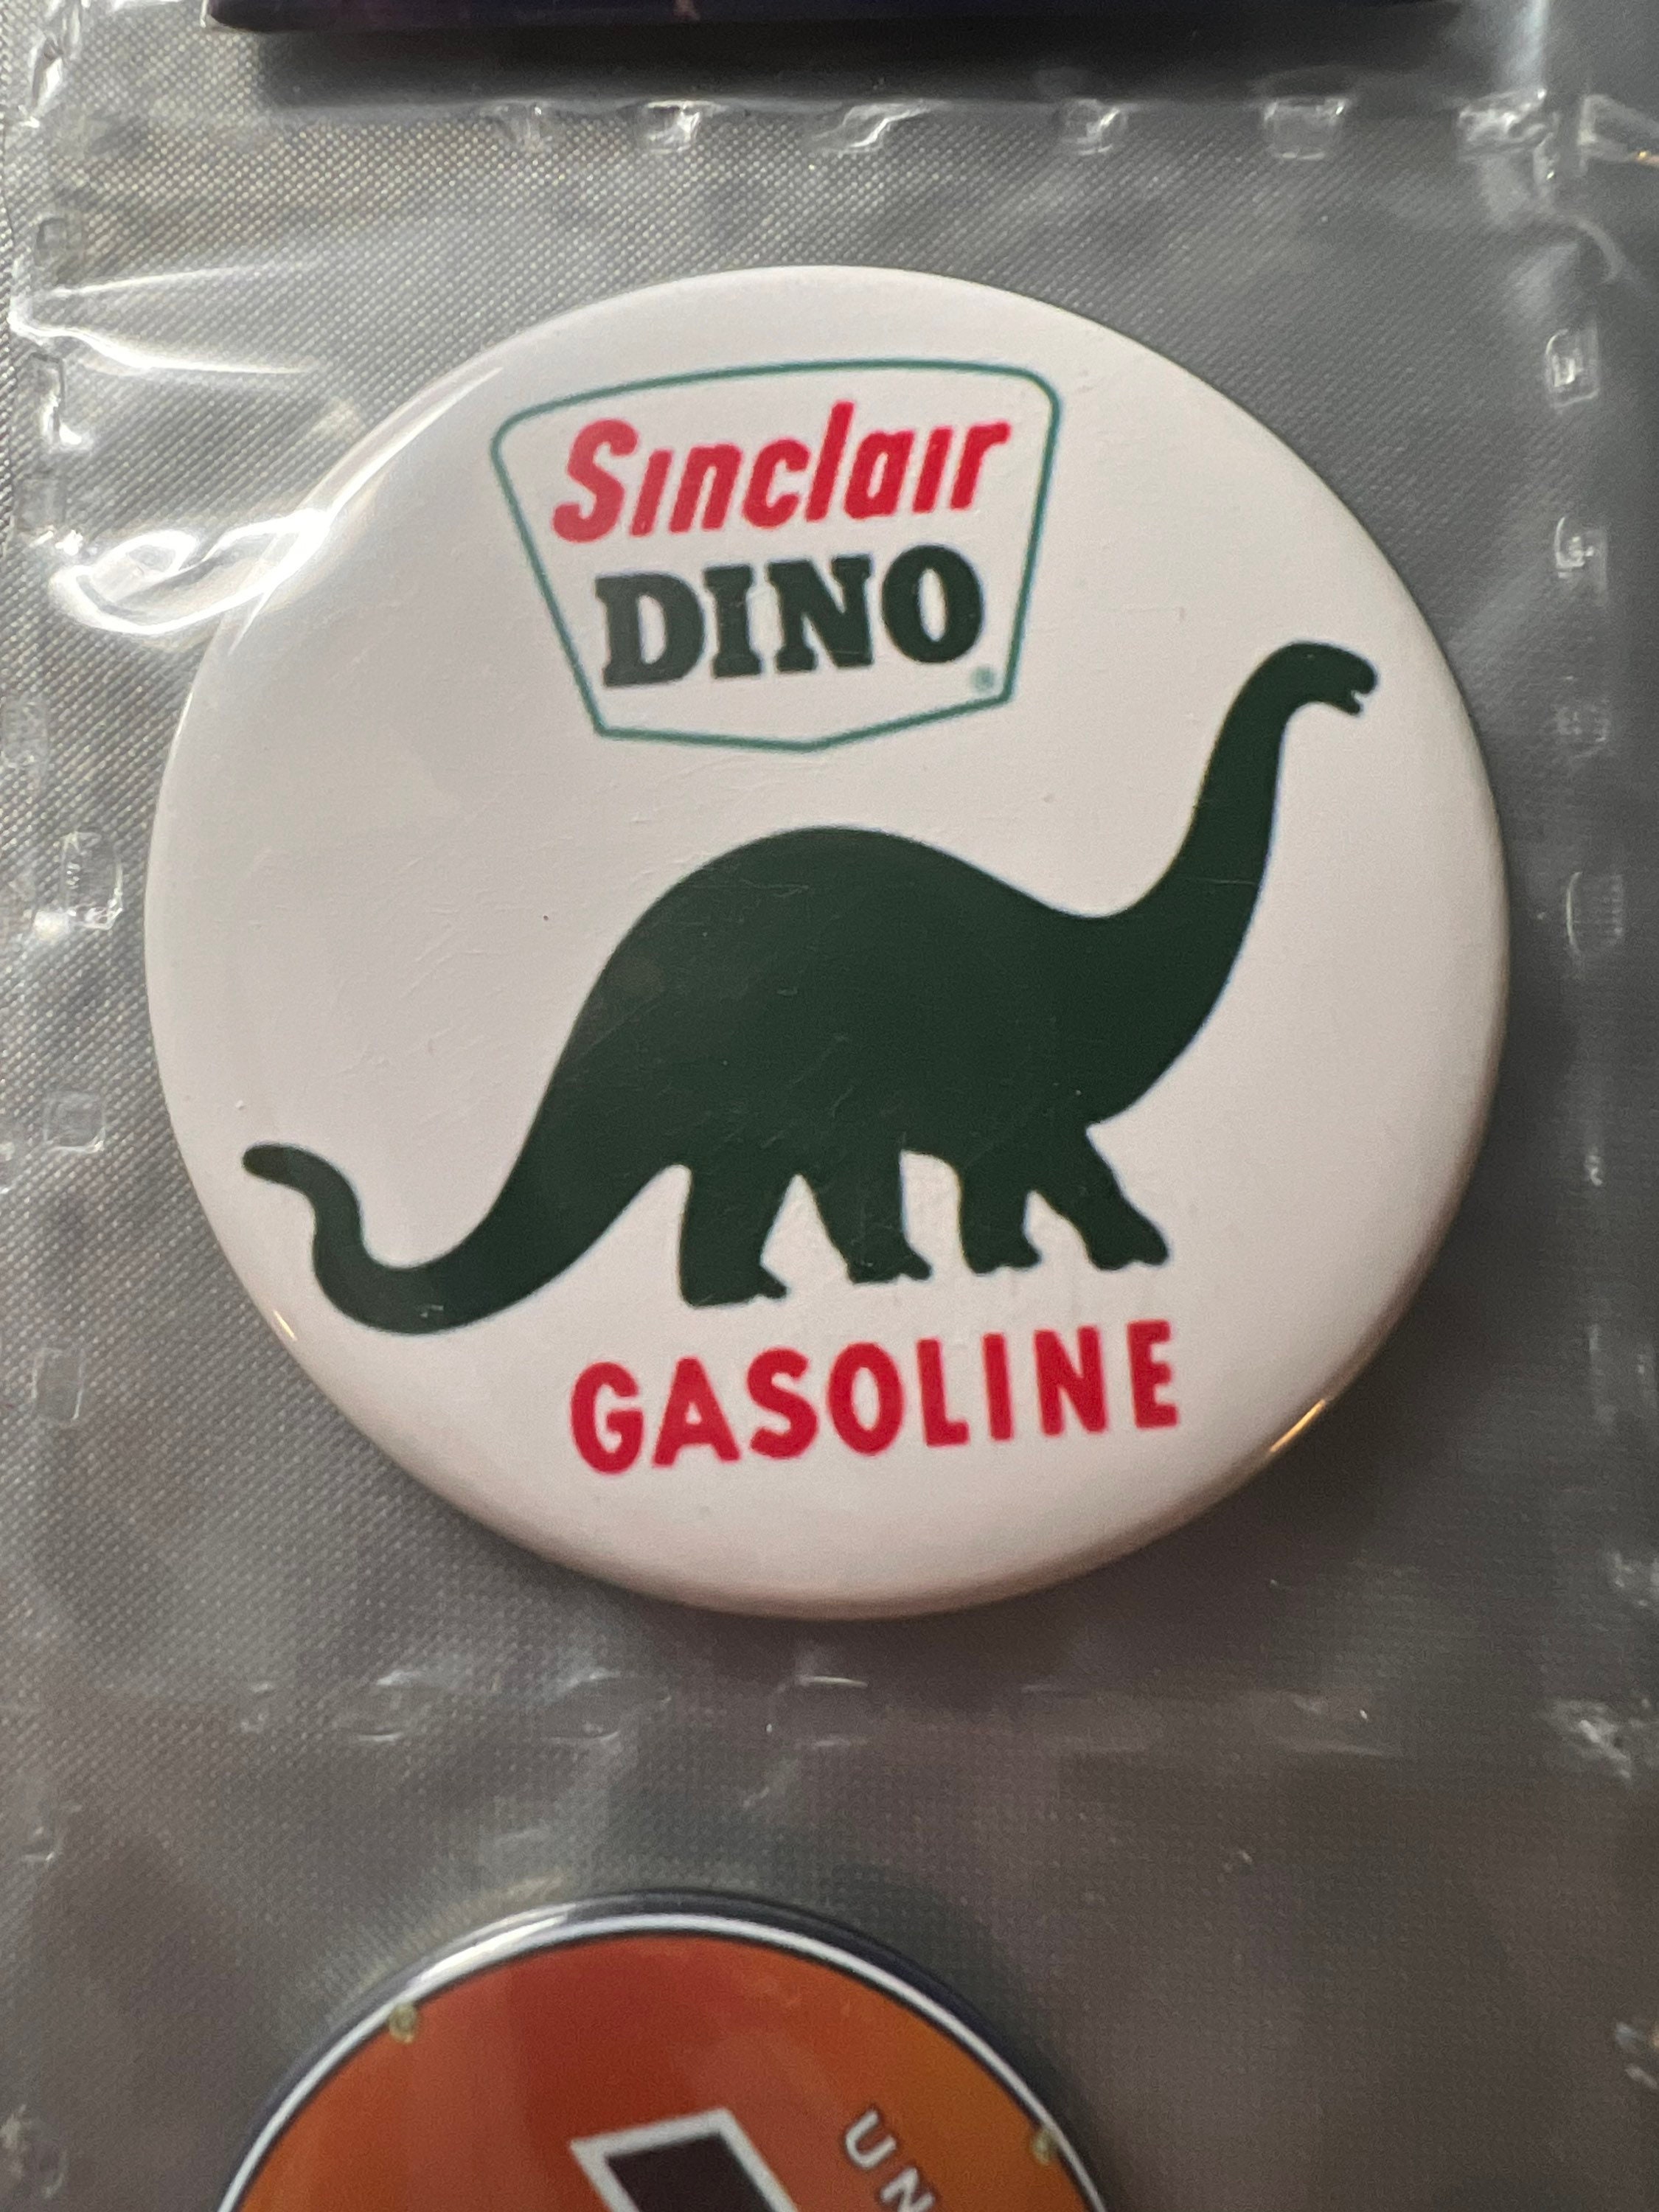 Sinclair
DINO
®
GASOLINE
UN